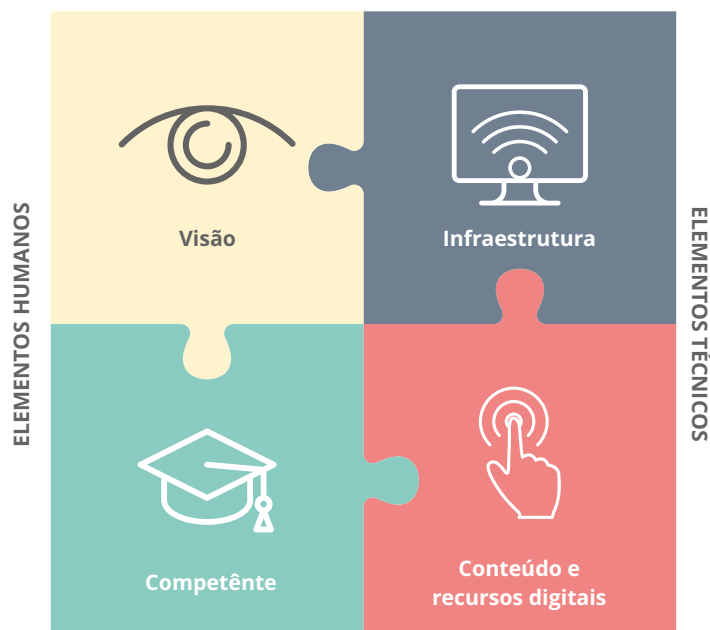 ELEMENTOS HUMANOS
Visão
Infraestrutura
ELEMENTOS TÉCNICOS
Competênte
Conteúdo e
recursos digitais